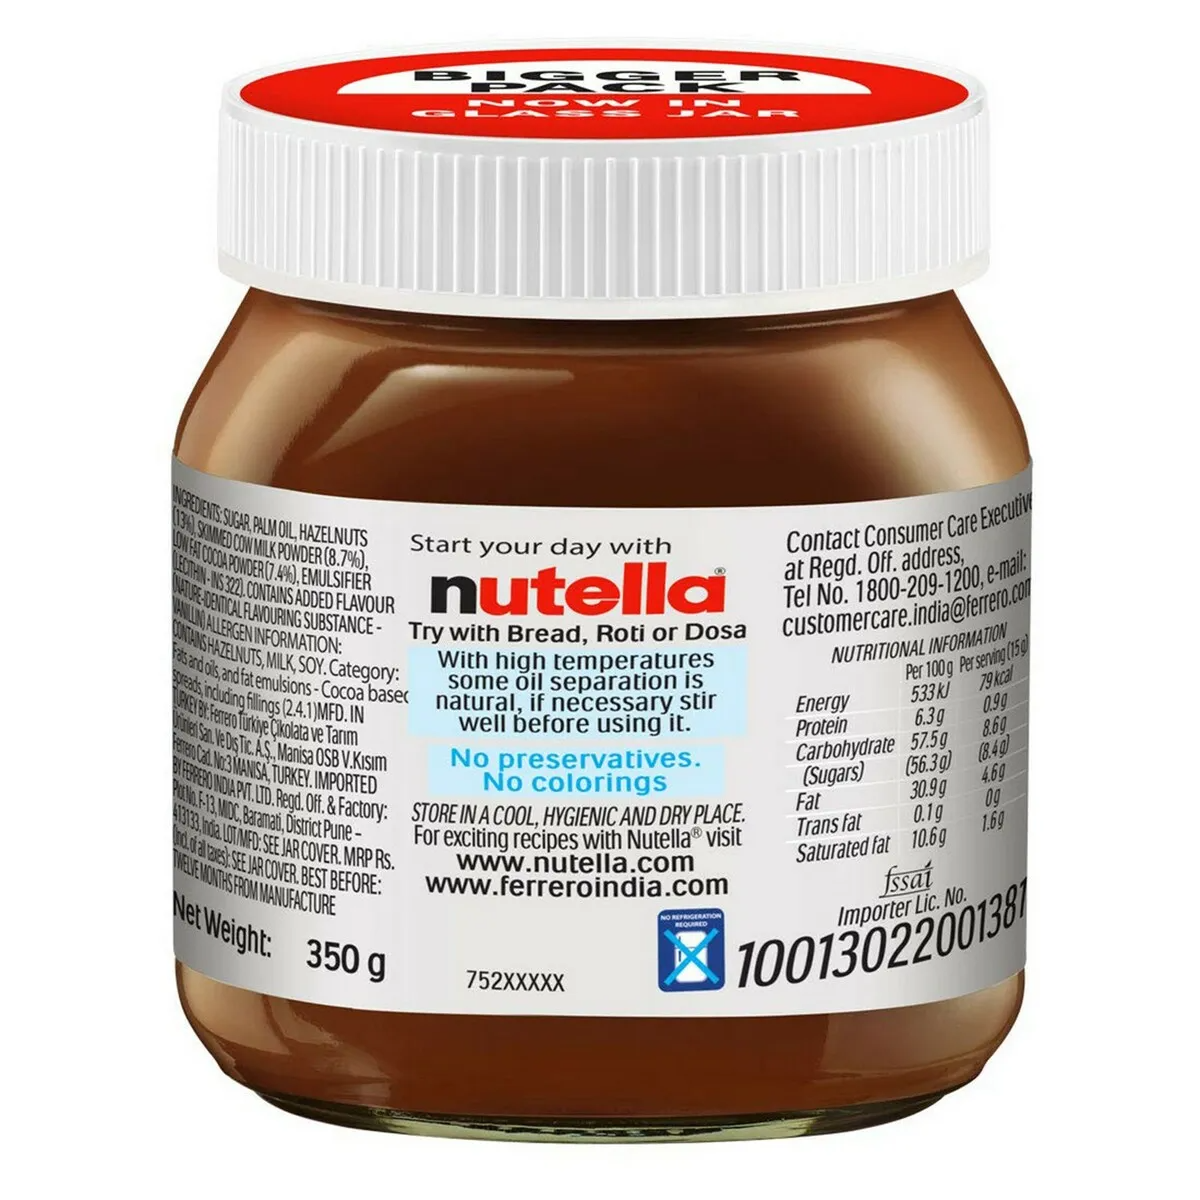 BIGGER
PACK
NOW IN
GLASS JAR
INGREDIENTS: SUGAR, PALM OIL, HAZELNUTS
(13%), SKIMMED COW MILK POWDER (8.7%),
LOW FAT COCOA POWDER (7.4%), EMULSIFIER
(LECITHIN - INS 322). CONTAINS ADDED FLAVOUR
(NATURE-IDENTICAL FLAVOURING SUBSTANCE -
VANILLIN) ALLERGEN INFORMATION:
CONTAINS HAZELNUTS, MILK, SOY. Category:
Fats and oils, and fat emulsions - Cocoa based
spreads, including fillings (2.4.1) MFD. IN
TURKEY BY: Ferrero Türkiye Çikolata ve Tarım
Ürünleri San. Ve Dış Tic. A.Ş., Manisa OSB V.Kısım
Ferrero Cad. No:3 MANISA, TURKEY. IMPORTED
BY FERRERO INDIA PVT. LTD. Regd. Off. & Factory:
Plot No. F-13, MIDC, Baramati, District Pune -
413133, India. LOT/MFD: SEE JAR COVER. MRP Rs.
(incl. of all taxes): SEE JAR COVER. BEST BEFORE:
TWELVE MONTHS FROM MANUFACTURE
Net Weight: 350 g
Start your day with
nutella®
Try with Bread, Roti or Dosa
With high temperatures
some oil separation is
natural, if necessary stir
well before using it.
No preservatives.
No colorings
STORE IN A COOL, HYGIENIC AND DRY PLACE.
For exciting recipes with Nutella® visit
www.nutella.com
www.ferreroindia.com
NO REFRIGERATION
REQUIRED
752XXXXX
Contact Consumer Care Executive
at Regd. Off. address,
Tel No. 1800-209-1200, e-mail:
customercare.india@ferrero.com
NUTRITIONAL INFORMATION
Per 100g Per serving (15g)
Energy 533 kJ 79 kcal
Protein 6.3 g 0.9 g
Carbohydrate 57.5 g 8.6 g
(Sugars) (56.3 g) (8.4 g)
Fat 30.9 g 4.6 g
Trans fat 0.1 g 0 g
Saturated fat 10.6 g 1.6 g
fssai
Importer Lic. No.
10013022001387